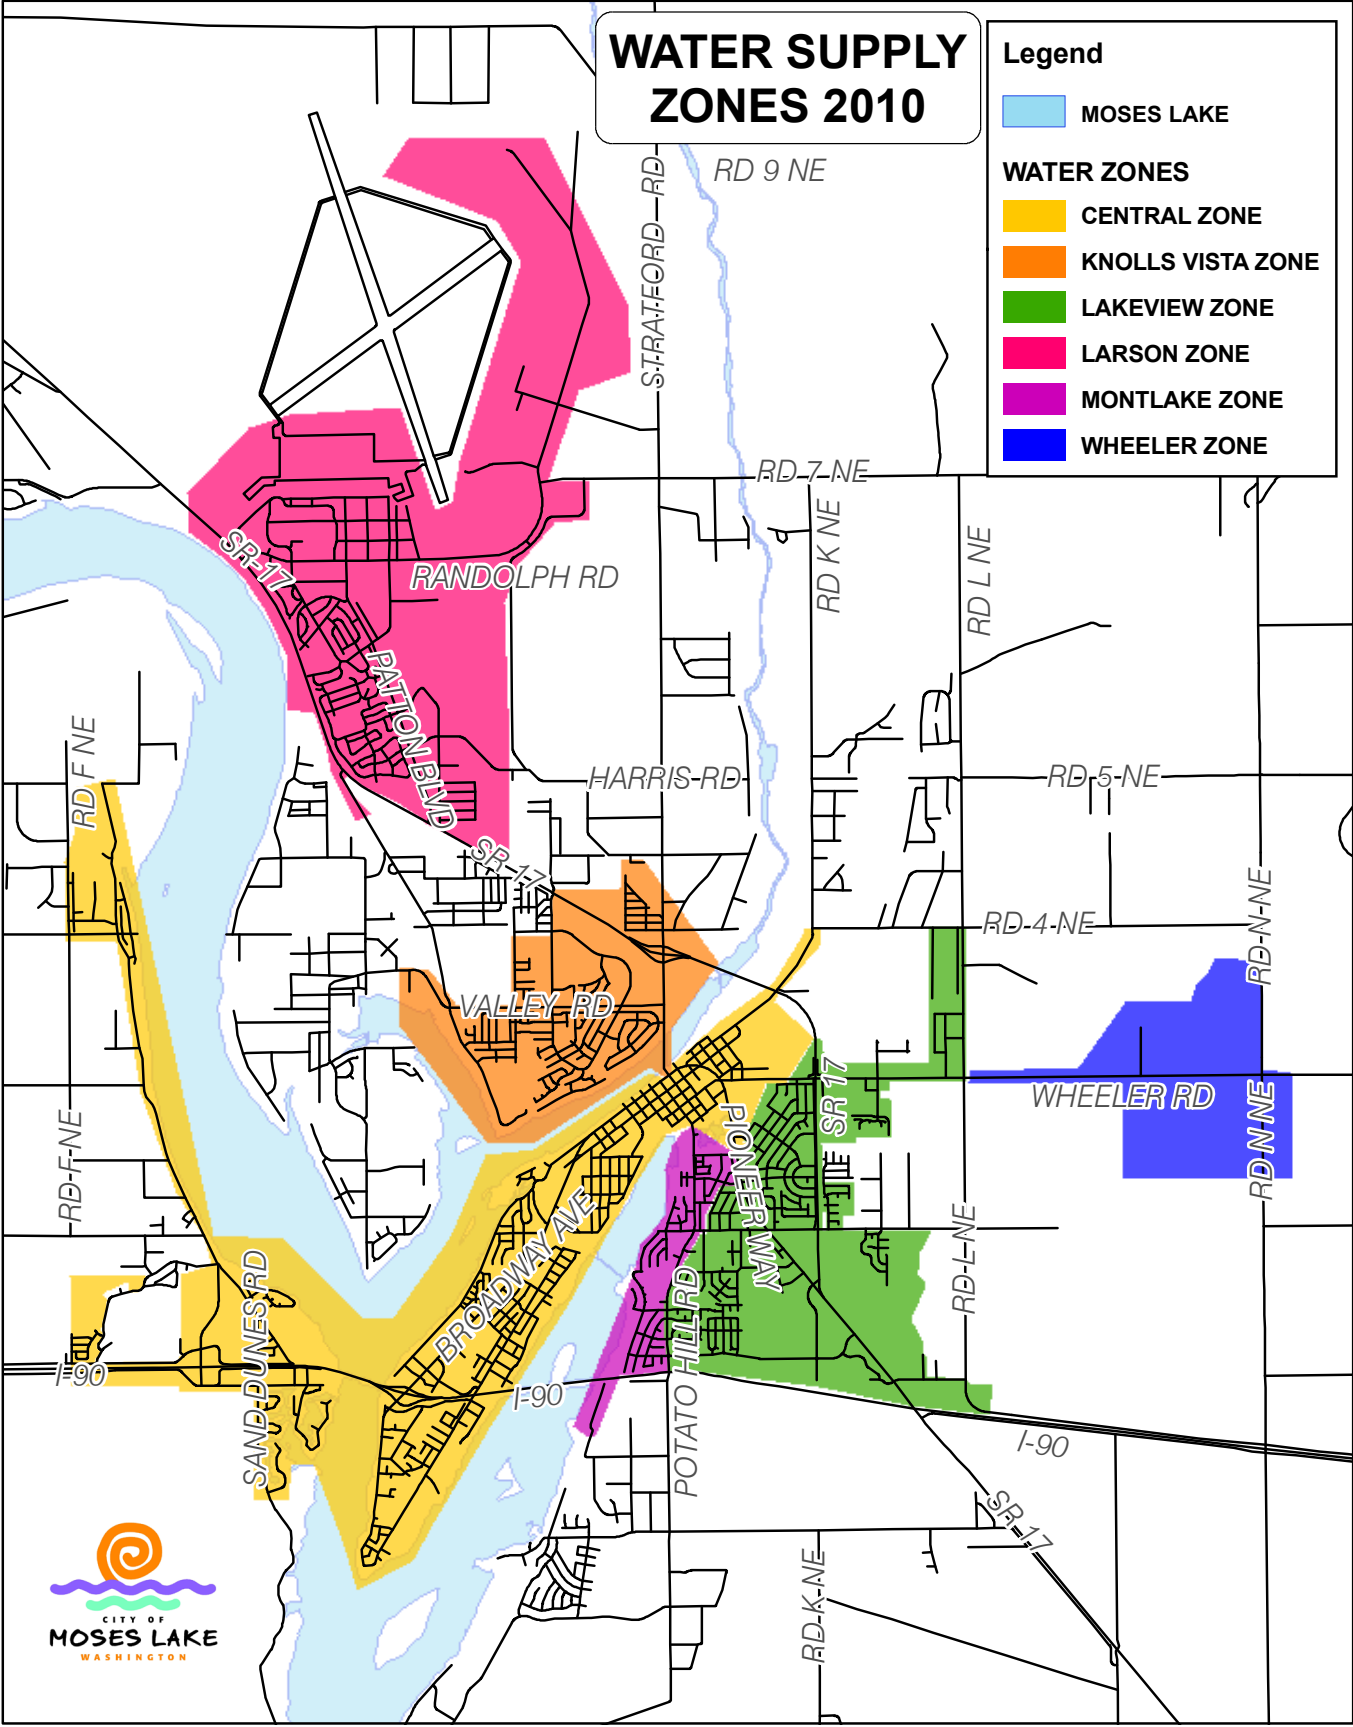 WATER SUPPLY
ZONES 2010
Legend
MOSES LAKE
WATER ZONES
CENTRAL ZONE
KNOLLS VISTA ZONE
LAKEVIEW ZONE
LARSON ZONE
MONTLAKE ZONE
WHEELER ZONE
RD 9 NE
STRATFORD RD
RD 7 NE
RD K NE
RD L NE
SR-17
RANDOLPH RD
PATTON BLVD
RD F NE
HARRIS RD
RD 5 NE
SR 17
RD 4 NE
RD N NE
VALLEY RD
WHEELER RD
SR 17
PIONEER WAY
RD F NE
RD N NE
BROADWAY AVE
RD L NE
SAND DUNES RD
POTATO HILL RD
I-90
I-90
I-90
SR 17
RD K NE
CITY OF
MOSES LAKE
WASHINGTON